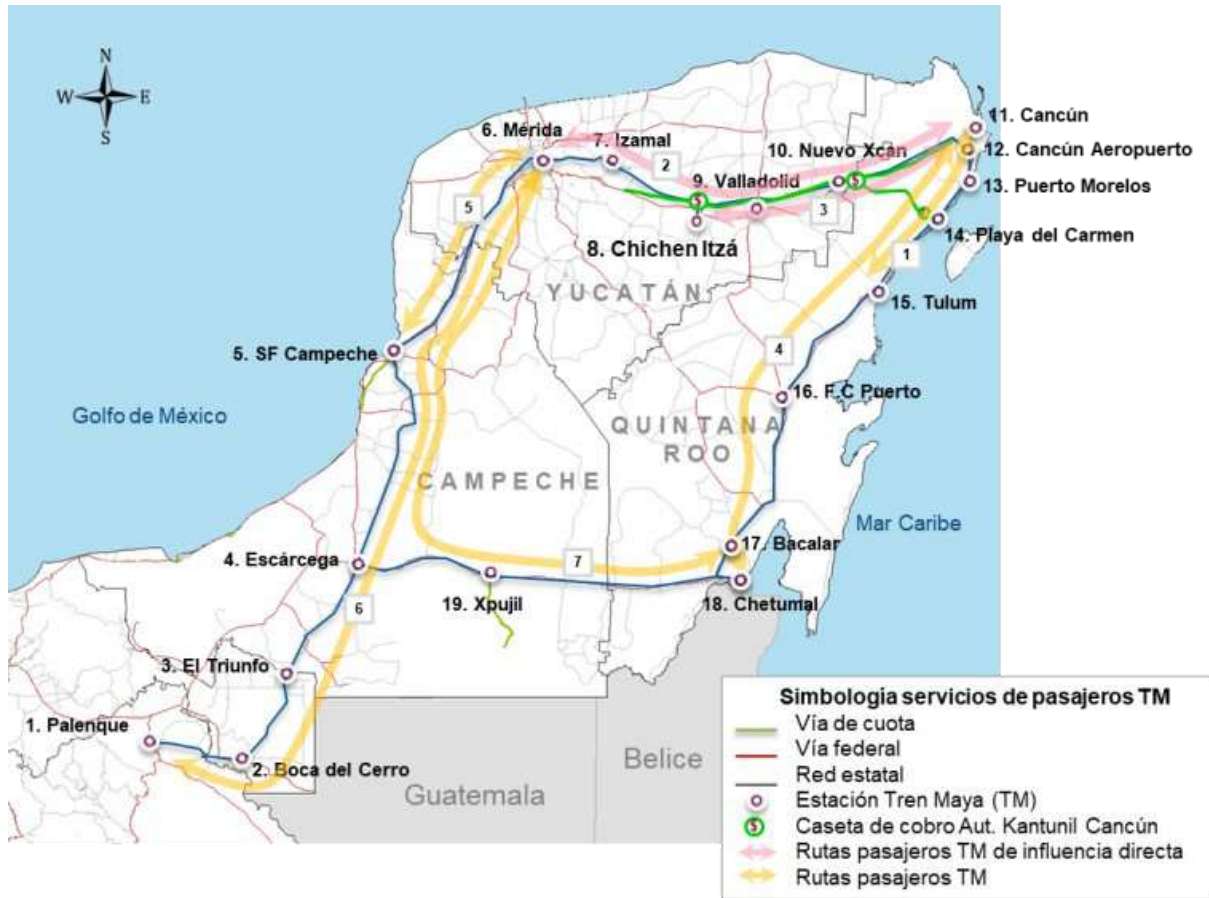 N
W E
S
11. Cancún
6. Mérida
7. Izamal
10. Nuevo Xcan
12. Cancún Aeropuerto
2
9. Valladolid
13. Puerto Morelos
5
3
14. Playa del Carmen
8. Chichen Itzá
1
YUCATÁN
15. Tulum
5. SF Campeche
4
16. F.C Puerto
Golfo de México
QUINTANA
ROO
CAMPECHE
Mar Caribe
17. Bacalar
4. Escárcega
7
19. Xpujil
18. Chetumal
6
3. El Triunfo
1. Palenque
2. Boca del Cerro
Guatemala
Belice
Simbologia servicios de pasajeros TM
Vía de cuota
Vía federal
Red estatal
Estación Tren Maya (TM)
$ Caseta de cobro Aut. Kantunil Cancún
Rutas pasajeros TM de influencia directa
Rutas pasajeros TM